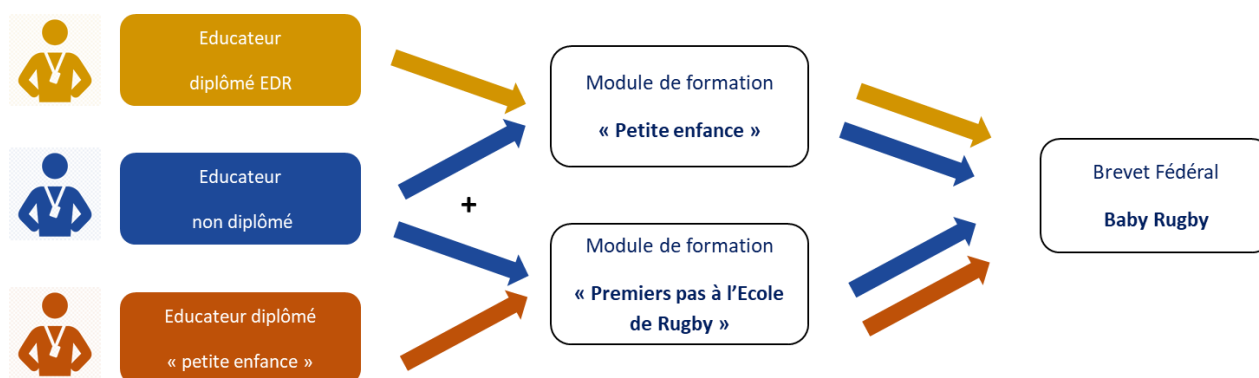 Educateur
diplômé EDR
Module de formation
« Petite enfance »
Educateur
non diplômé
+
Brevet Fédéral
Baby Rugby
Module de formation
« Premiers pas à l’Ecole
de Rugby »
Educateur diplômé
« petite enfance »